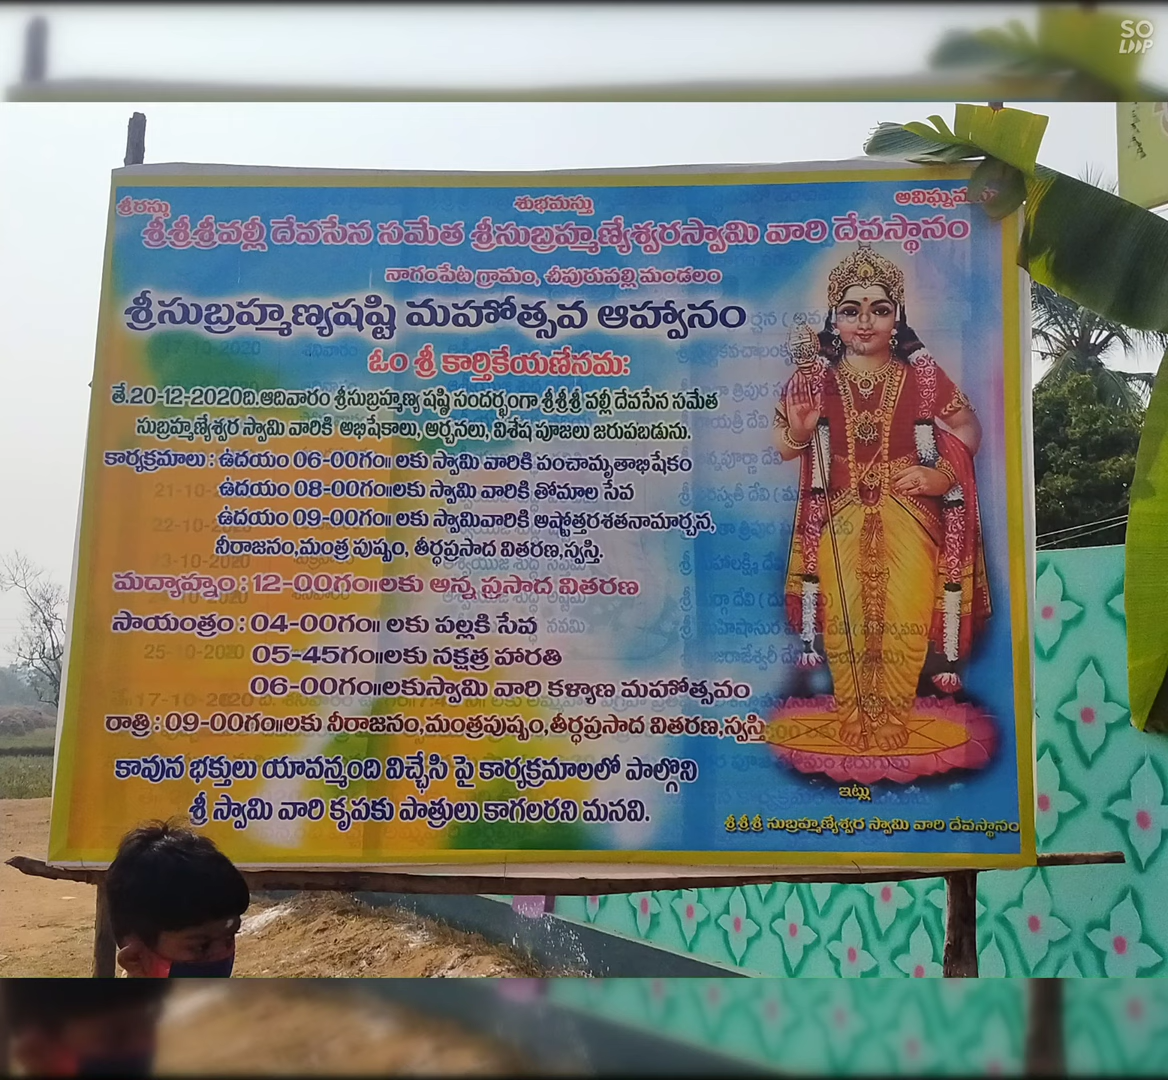 SO
LOOP
శ్రీరస్తు శుభమస్తు
శ్రీశ్రీశ్రీవల్లీ దేవసేన సమేత శ్రీసుబ్రహ్మణ్యేశ్వరస్వామి వారి దేవస్థానం
నాగంపేట గ్రామం, చీపురుపల్లి మండలం
శ్రీసుబ్రహ్మణ్యషష్టి మహోత్సవ ఆహ్వానం
ఓం శ్రీ కార్తికేయణేనమః
తే.20-12-2020ది.ఆదివారం శ్రీసుబ్రహ్మణ్య షష్ఠి సందర్భంగా శ్రీశ్రీశ్రీ వల్లీ దేవసేన సమేత
సుబ్రహ్మణ్యేశ్వర స్వామి వారికి అభిషేకాలు, అర్చనలు, విశేష పూజలు జరుపబడును.
కార్యక్రమాలు : ఉదయం 06-00గం॥ లకు స్వామి వారికి పంచామృతాభిషేకం
ఉదయం 08-00గం॥లకు స్వామి వారికి తోమాల సేవ
ఉదయం 09-00గం॥ లకు స్వామివారికి అష్టోత్తరశతనామార్చన,
నీరాజనం,మంత్ర పుష్పం, తీర్థప్రసాద వితరణ,స్వస్తి.
మద్యాహ్నం : 12-00గం॥లకు అన్న ప్రసాద వితరణ
సాయంత్రం : 04-00గం॥ లకు పల్లకి సేవ
05-45గం॥లకు నక్షత్ర హారతి
06-00గం॥లకుస్వామి వారి కళ్యాణ మహోత్సవం
రాత్రి : 09-00గం॥లకు నీరాజనం,మంత్రపుష్పం,తీర్థప్రసాద వితరణ,స్వస్తి
కావున భక్తులు యావన్మంది విచ్ఛేసి పై కార్యక్రమాలలో పాల్గొని
శ్రీ స్వామి వారి కృపకు పాత్రులు కాగలరని మనవి.
ఇట్లు
శ్రీ.శ్రీ.శ్రీ సుబ్రహ్మణ్యేశ్వర స్వామి వారి దేవస్థానం